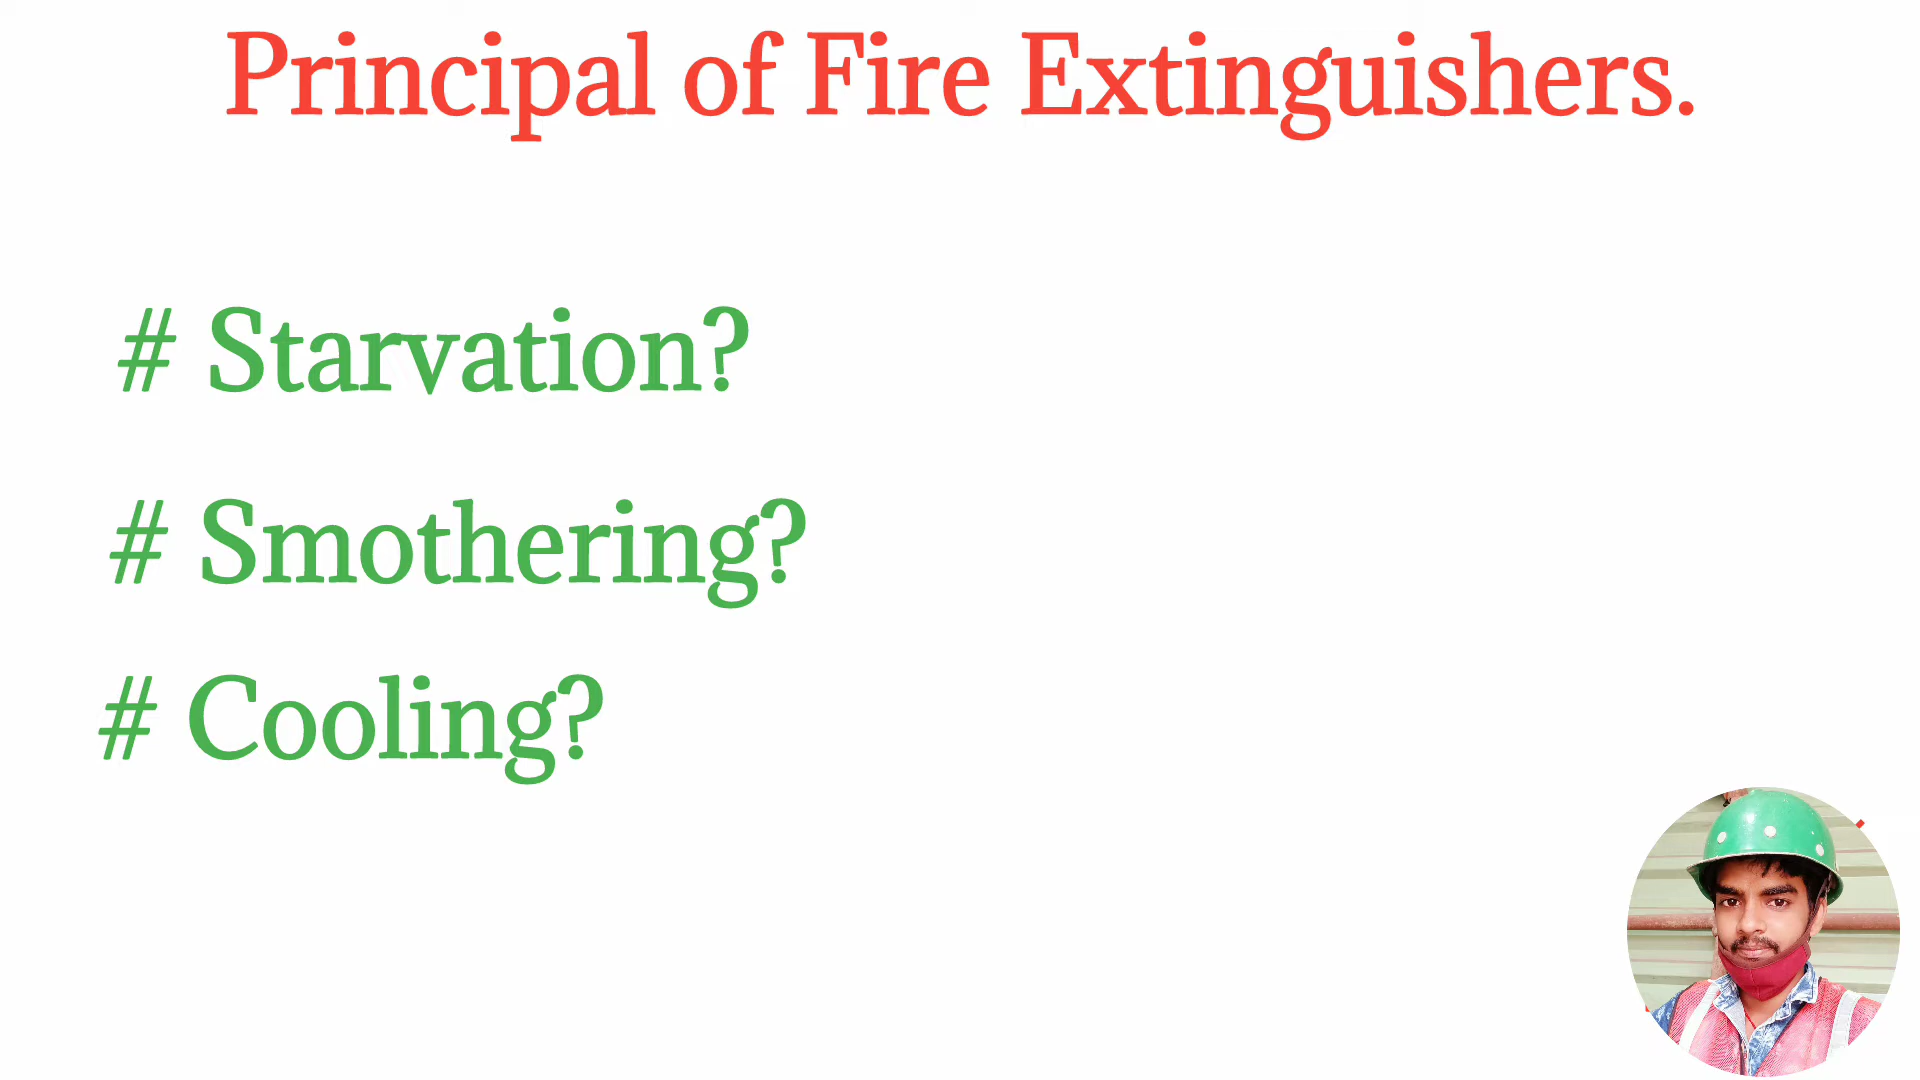 Principal of Fire Extinguishers.
# Starvation?
# Smothering?
# Cooling?